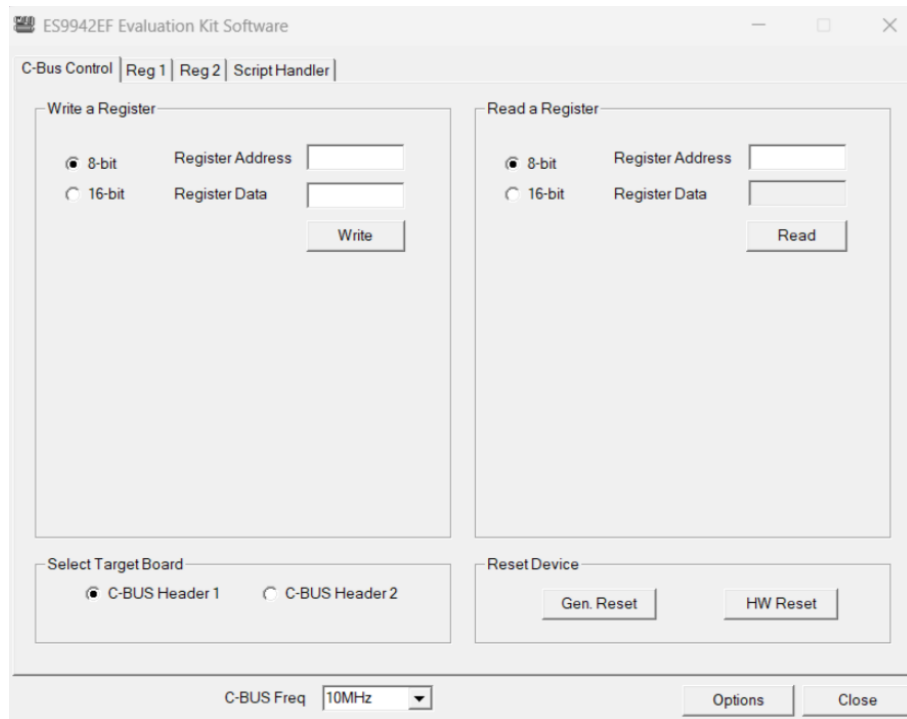 ES9942EF Evaluation Kit Software
C-Bus Control Reg 1 Reg 2 Script Handler
Write a Register
8-bit Register Address
16-bit Register Data
Write
Read a Register
8-bit Register Address
16-bit Register Data
Read
Select Target Board
C-BUS Header 1 C-BUS Header 2
Reset Device
Gen. Reset HW Reset
C-BUS Freq 10MHz Options Close